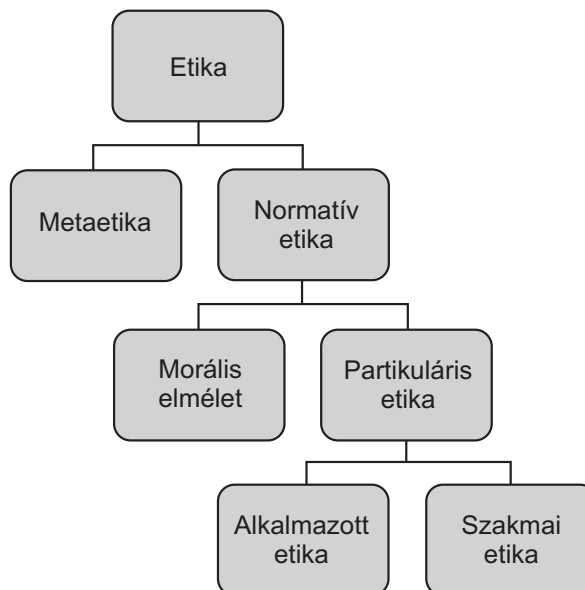 Etika
Metaetika
Normatív
etika
Morális
elmélet
Partikuláris
etika
Alkalmazott
etika
Szakmai
etika